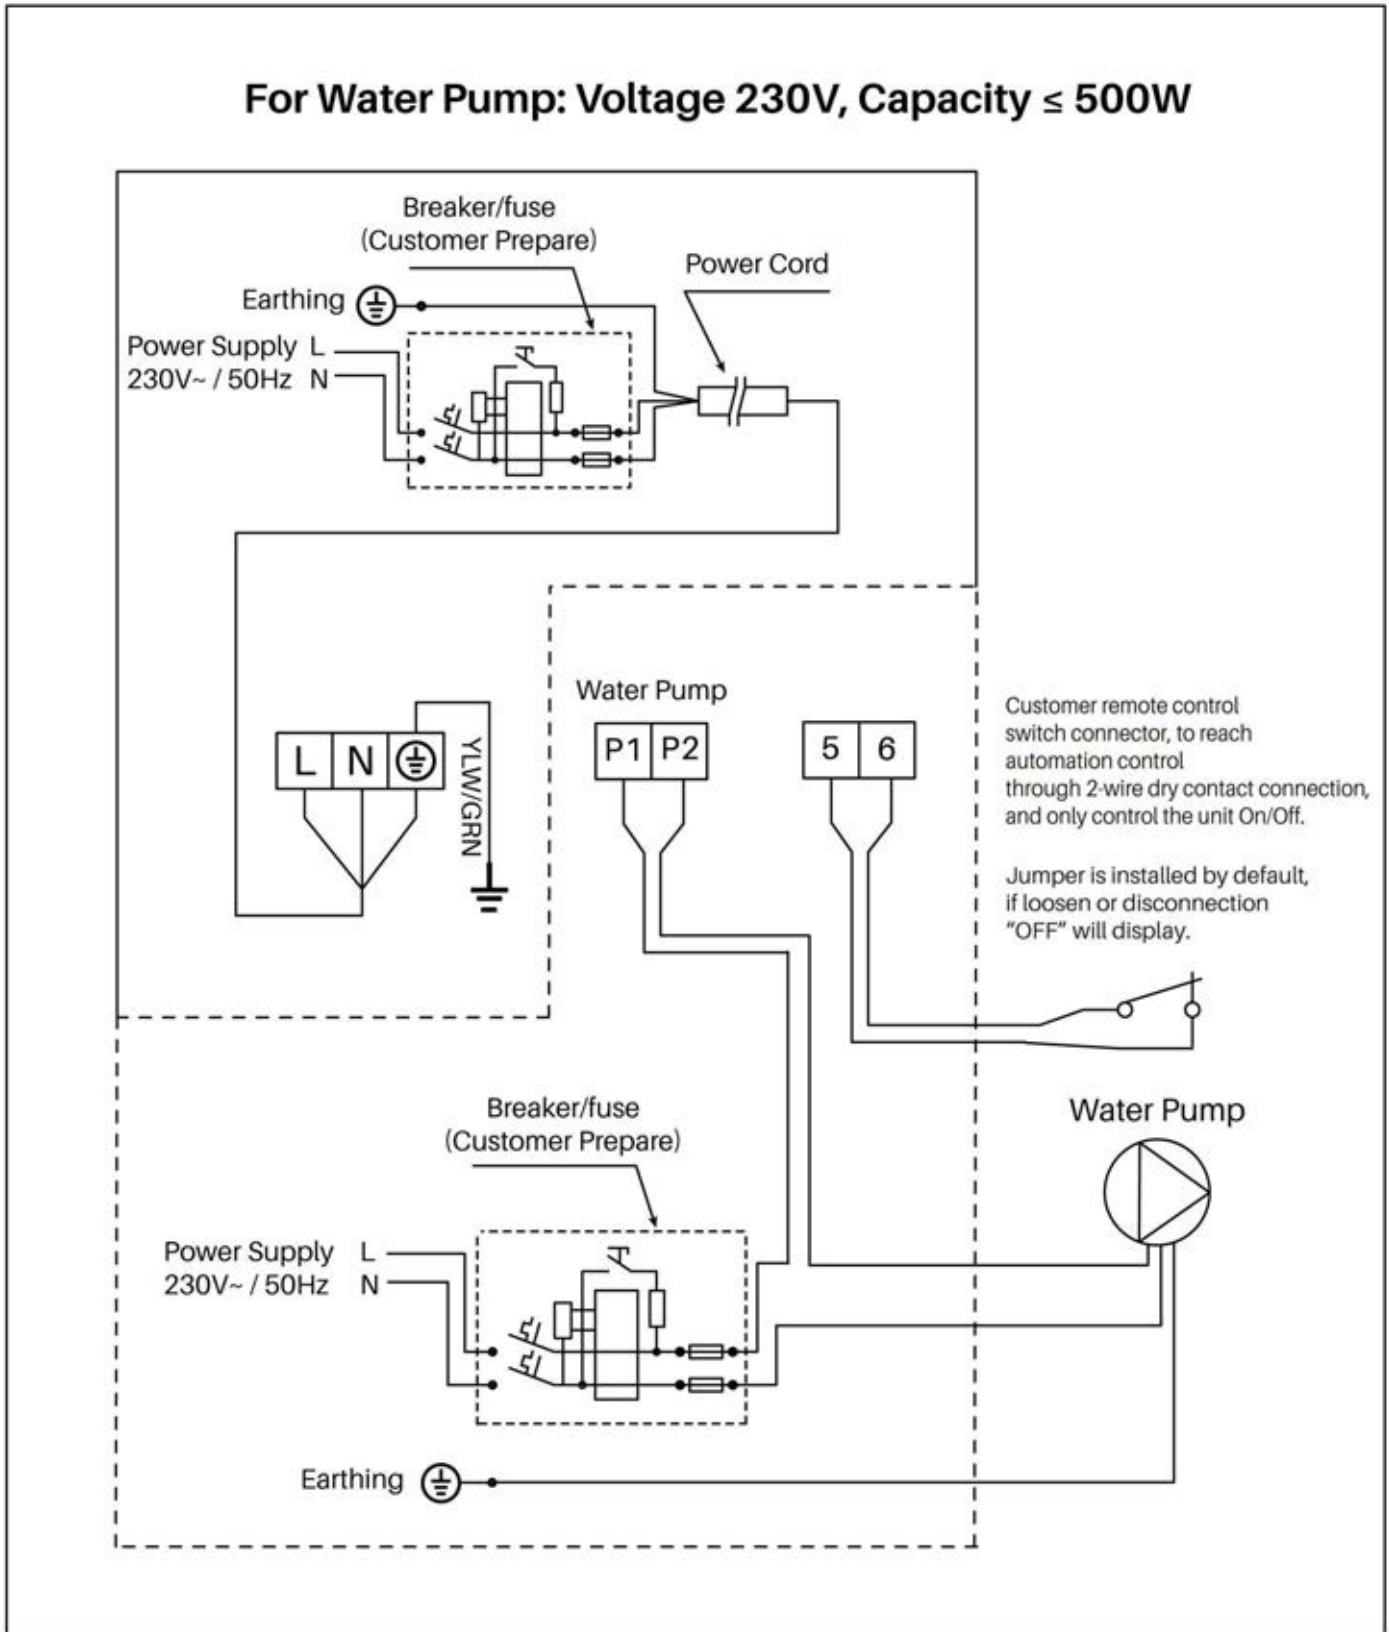 For Water Pump: Voltage 230V, Capacity ≤ 500W
Breaker/fuse
(Customer Prepare)
Power Cord
Earthing
Power Supply L
230V~ / 50Hz N
Water Pump
L N
YLW/GRN
P1 P2
5 6
Customer remote control
switch connector, to reach
automation control
through 2-wire dry contact connection,
and only control the unit On/Off.
Jumper is installed by default,
if loosen or disconnection
“OFF” will display.
Breaker/fuse
(Customer Prepare)
Water Pump
Power Supply L
230V~ / 50Hz N
Earthing